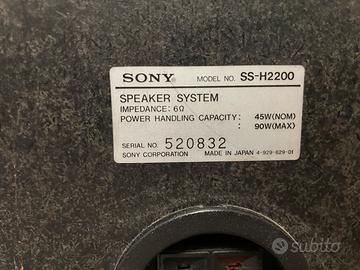 SONY MODEL NO. SS-H2200
SPEAKER SYSTEM
IMPEDANCE: 6Ω
POWER HANDLING CAPACITY: 45W(NOM)
90W(MAX)
SERIAL NO. 520832
SONY CORPORATION MADE IN JAPAN 4-929-629-01
subito